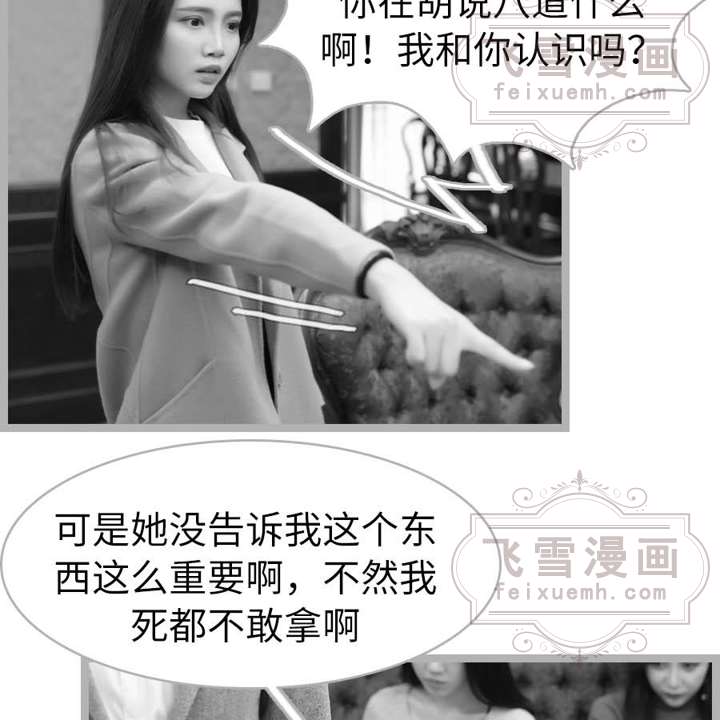 你在胡说八道什么
啊！我和你认识吗？
飞雪漫画
feixuemh.com
可是她没告诉我这个东
西这么重要啊，不然我
死都不敢拿啊
飞雪漫画
feixuemh.com